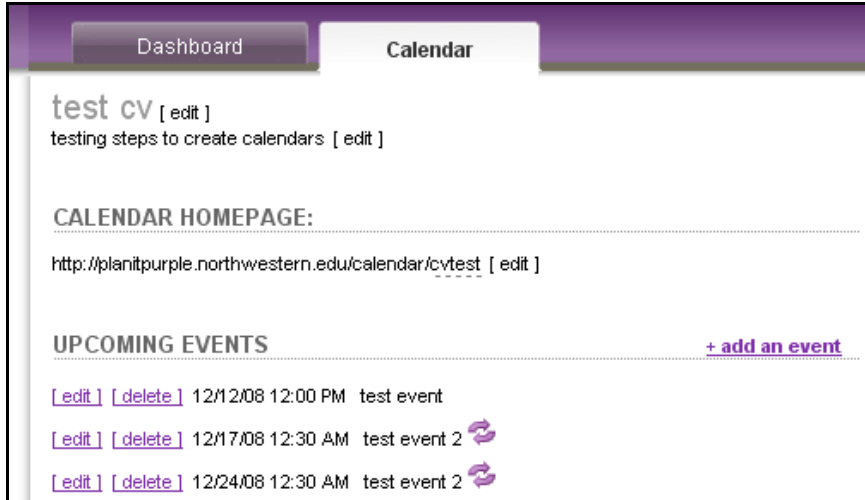 Dashboard Calendar
test cv [ edit ]
testing steps to create calendars [ edit ]
CALENDAR HOMEPAGE:
http://planitpurple.northwestern.edu/calendar/cvtest [ edit ]
UPCOMING EVENTS + add an event
[ edit ] [ delete ] 12/12/08 12:00 PM test event
[ edit ] [ delete ] 12/17/08 12:30 AM test event 2
[ edit ] [ delete ] 12/24/08 12:30 AM test event 2